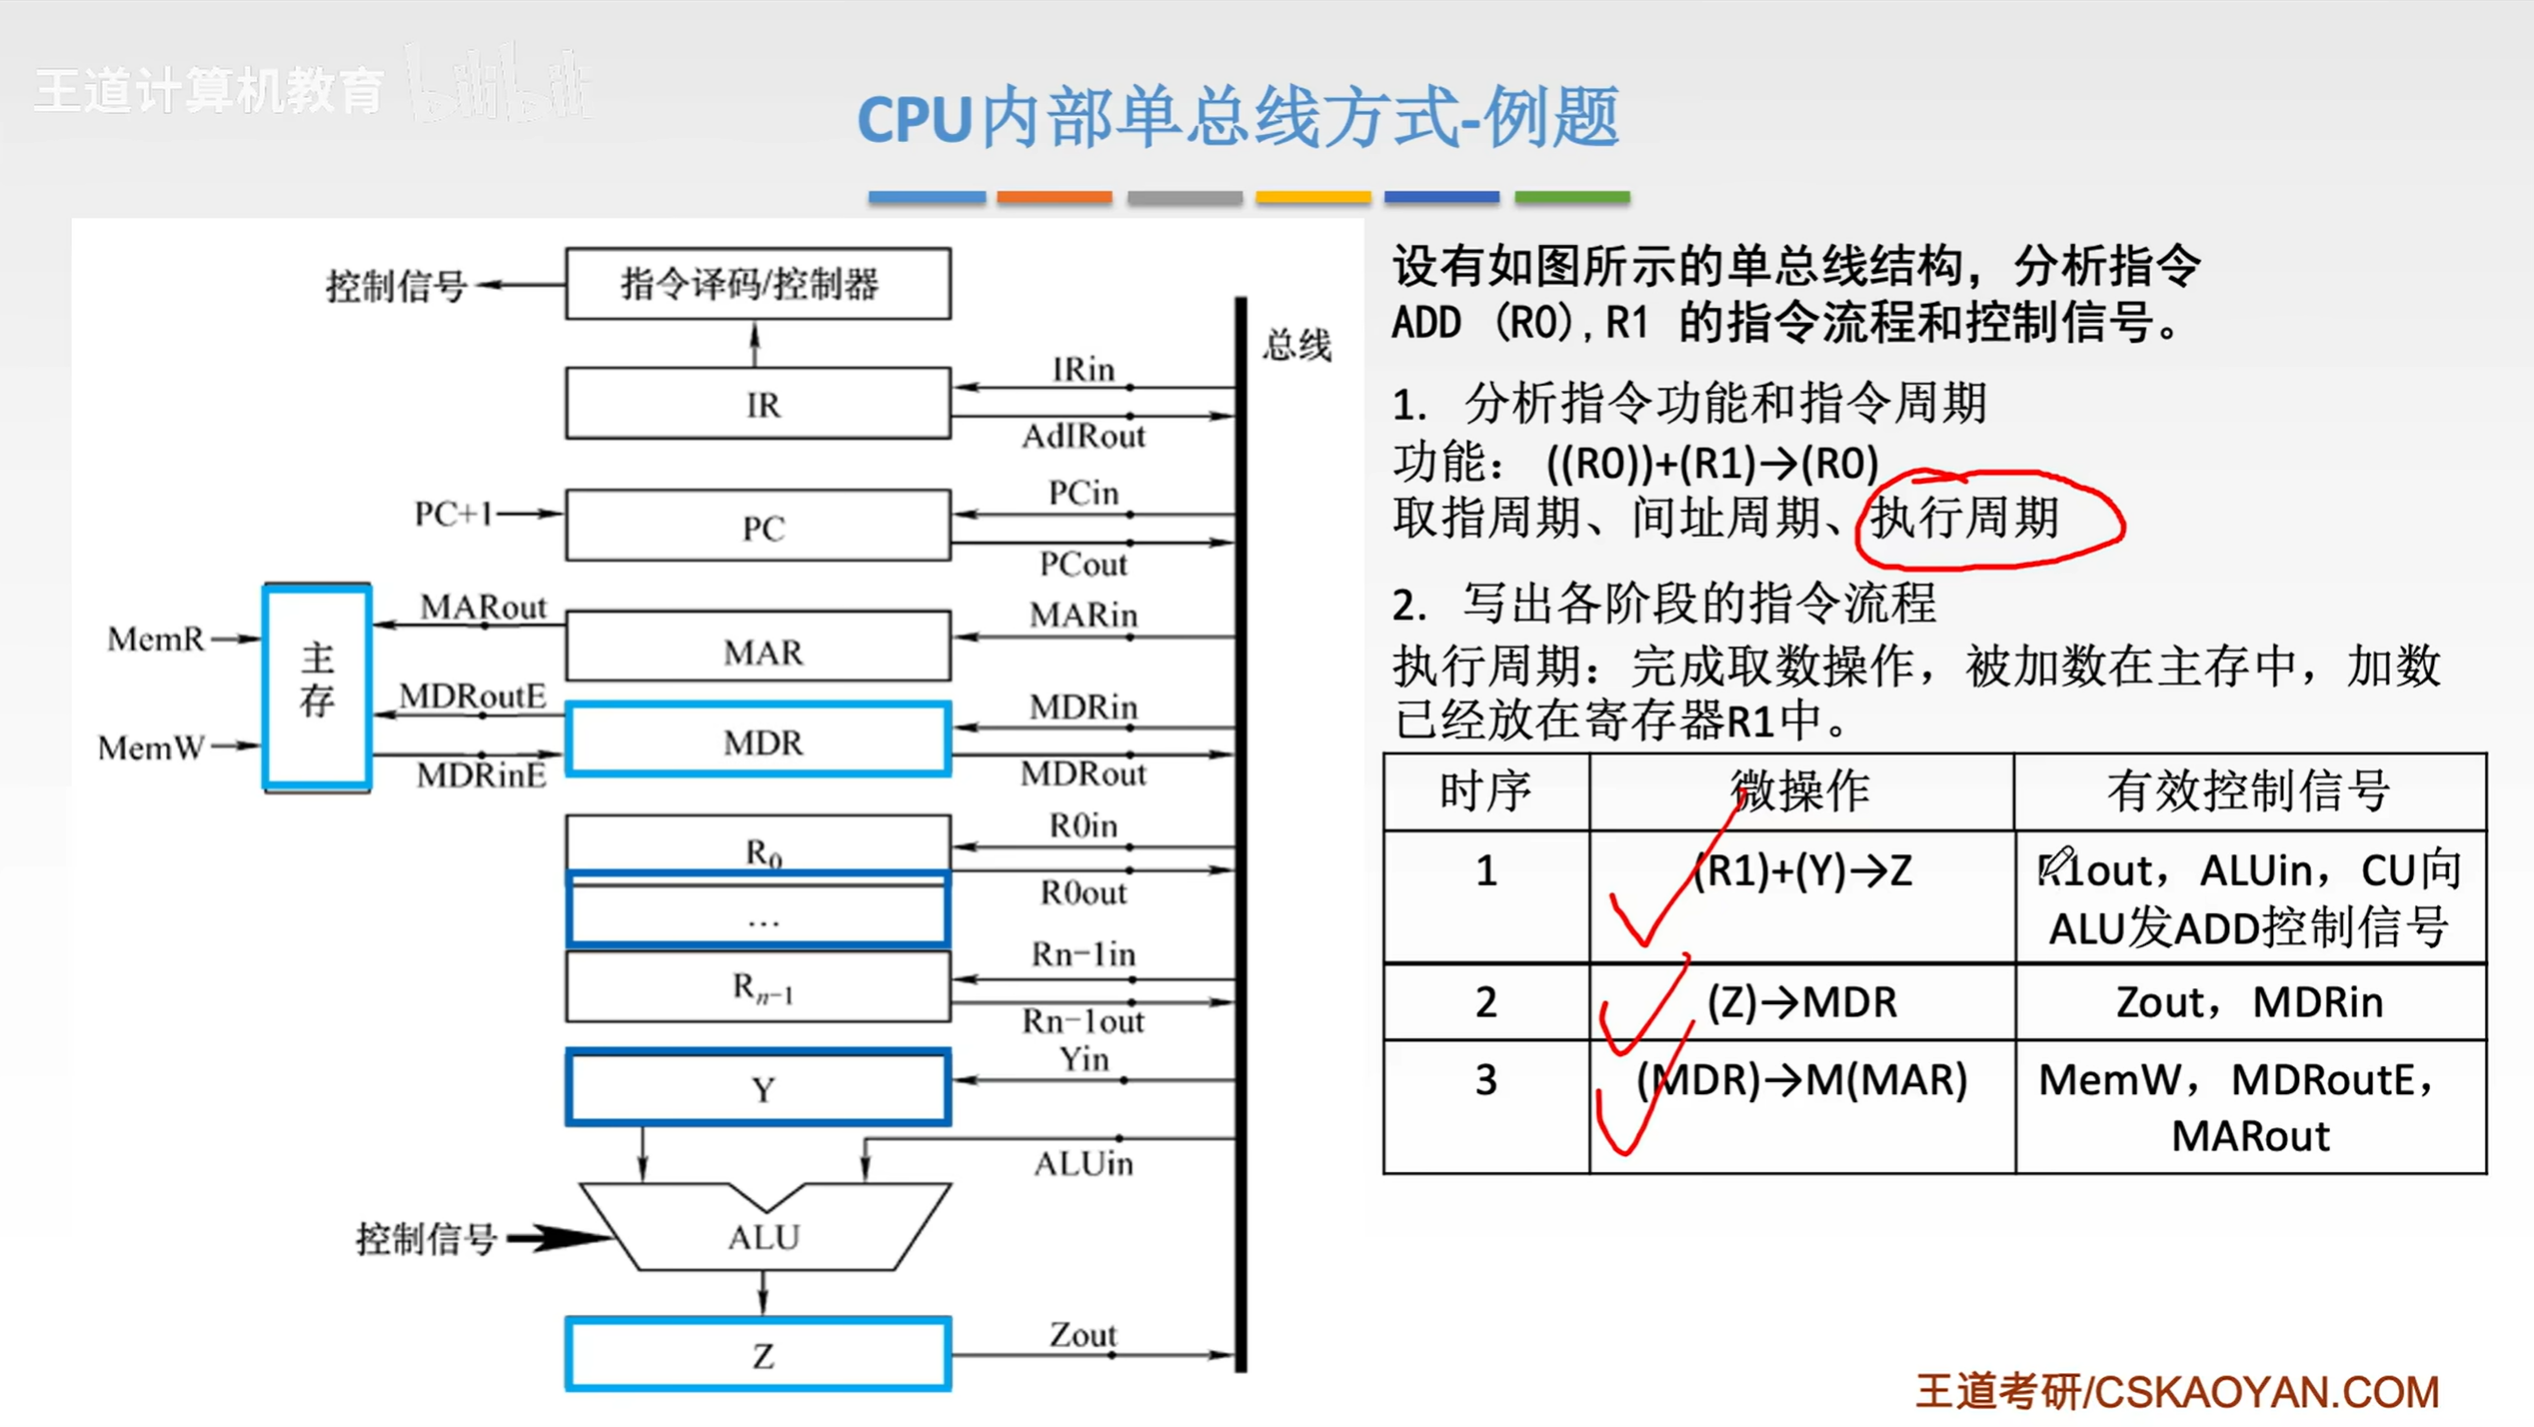 王道计算机教育 bilibili
CPU内部单总线方式-例题
控制信号
指令译码/控制器
总线
IRin
IR
AdIRout
PCin
PC+1
PC
PCout
MARout
MARin
MemR
主存
MAR
MDRoutE
MDRin
MemW
MDR
MDRinE
MDRout
R0in
R0
R0out
…
Rn-1in
Rn-1
Rn-1out
Yin
Y
ALUin
控制信号
ALU
Zout
Z
设有如图所示的单总线结构，分析指令
ADD (R0),R1 的指令流程和控制信号。
1. 分析指令功能和指令周期
功能： ((R0))+(R1)→(R0)
取指周期、间址周期、执行周期
2. 写出各阶段的指令流程
执行周期：完成取数操作，被加数在主存中，加数
已经放在寄存器R1中。
时序 微操作 有效控制信号
1 (R1)+(Y)→Z R1out，ALUin，CU向
ALU发ADD控制信号
2 (Z)→MDR Zout，MDRin
3 (MDR)→M(MAR) MemW，MDRoutE，
MARout
王道考研/CSKAOYAN.COM